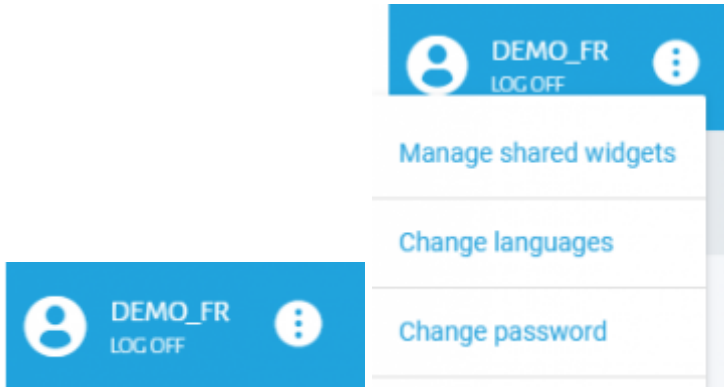 DEMO_FR
LOG OFF
DEMO_FR
LOG OFF
Manage shared widgets
Change languages
Change password